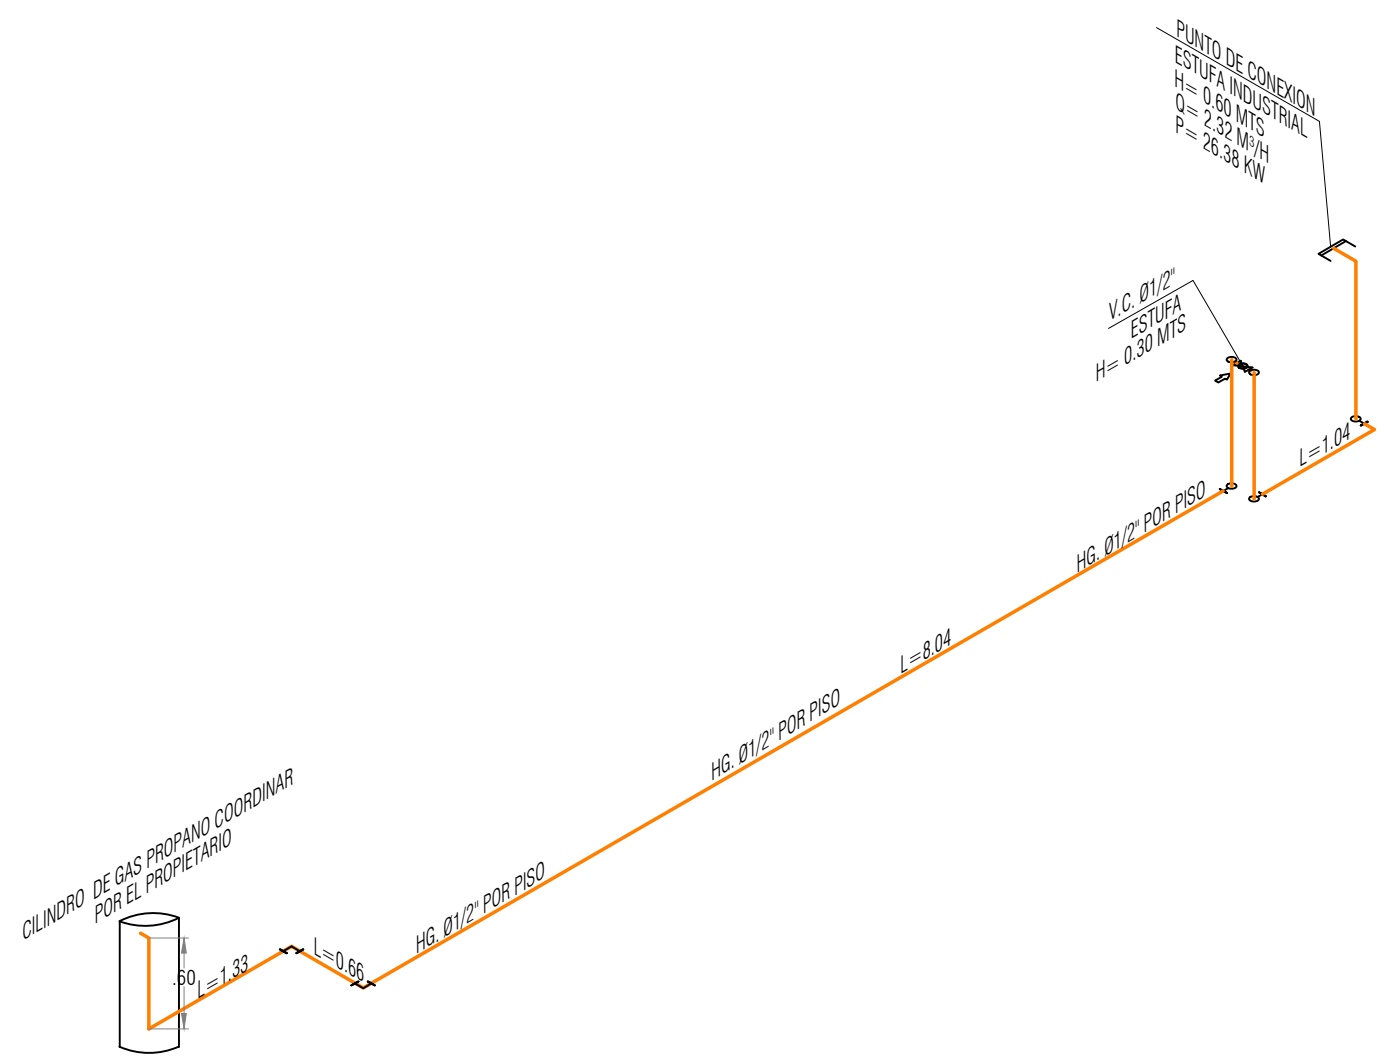 PUNTO DE CONEXION
ESTUFA INDUSTRIAL
H= 0.60 MTS
Q= 2.32 M³/H
P= 26.38 KW
V.C. Ø1/2"
ESTUFA
H= 0.30 MTS
L=1.04
HG. Ø1/2" POR PISO
L=8.04
HG. Ø1/2" POR PISO
HG. Ø1/2" POR PISO
CILINDRO DE GAS PROPANO COORDINAR
POR EL PROPIETARIO
L=0.66
L=1.33
.60